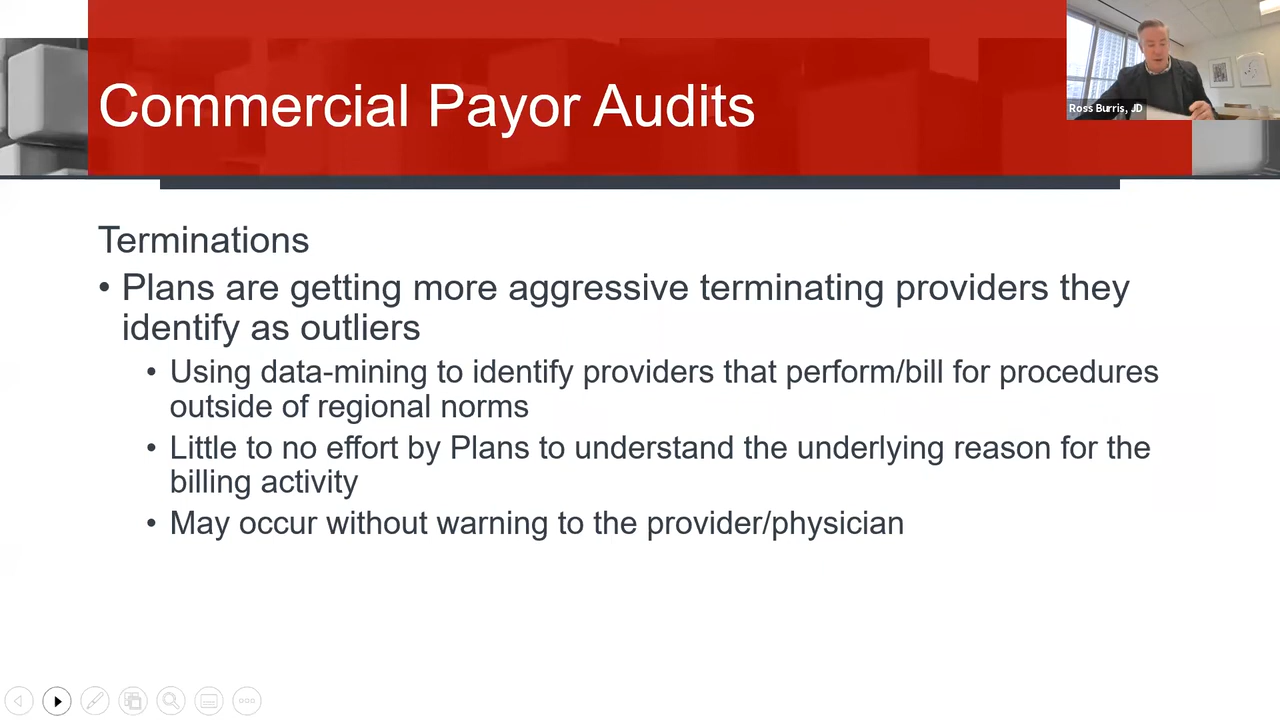 Commercial Payor Audits
Ross Burris, JD
Terminations
• Plans are getting more aggressive terminating providers they
identify as outliers
• Using data-mining to identify providers that perform/bill for procedures
outside of regional norms
• Little to no effort by Plans to understand the underlying reason for the
billing activity
• May occur without warning to the provider/physician